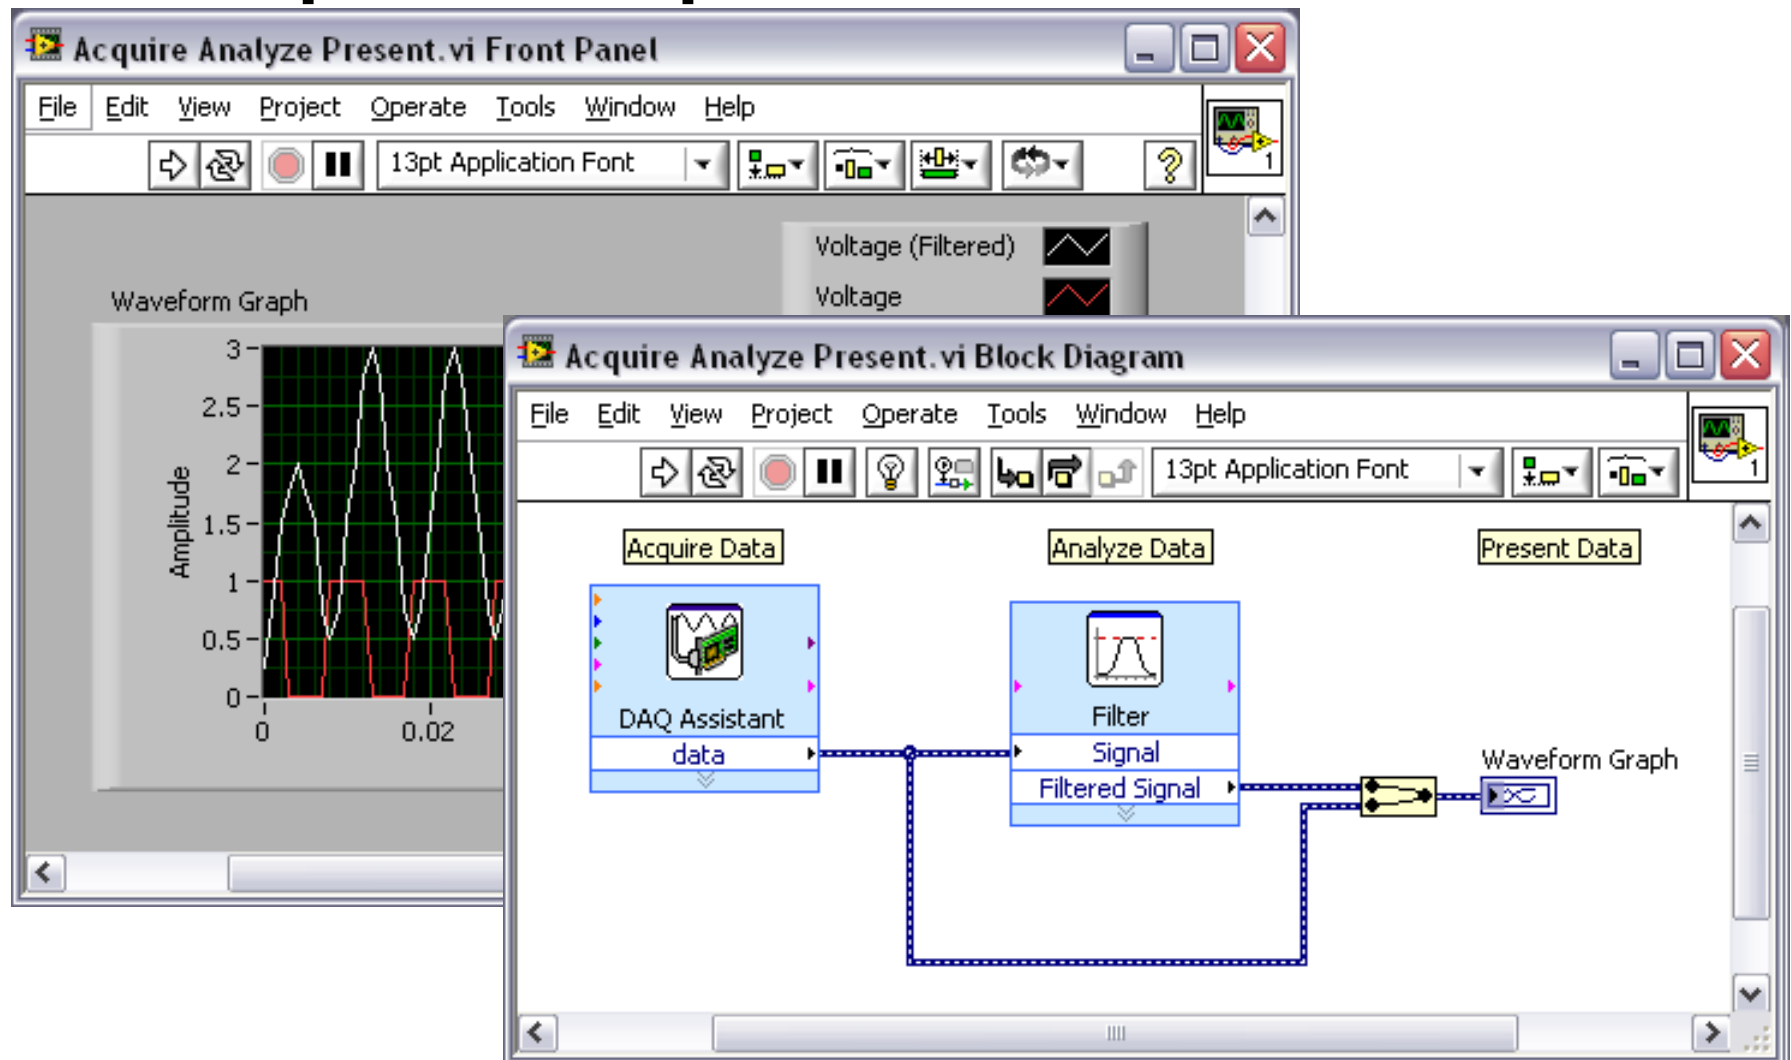 Acquire Analyze Present.vi Front Panel
File Edit View Project Operate Tools Window Help
13pt Application Font
1
Voltage (Filtered)
Voltage
Waveform Graph
3
2.5
2
1.5
1
0.5
0
Amplitude
0 0.02
Acquire Analyze Present.vi Block Diagram
File Edit View Project Operate Tools Window Help
13pt Application Font
1
Acquire Data Analyze Data Present Data
DAQ Assistant
data
Filter
Signal
Filtered Signal
Waveform Graph